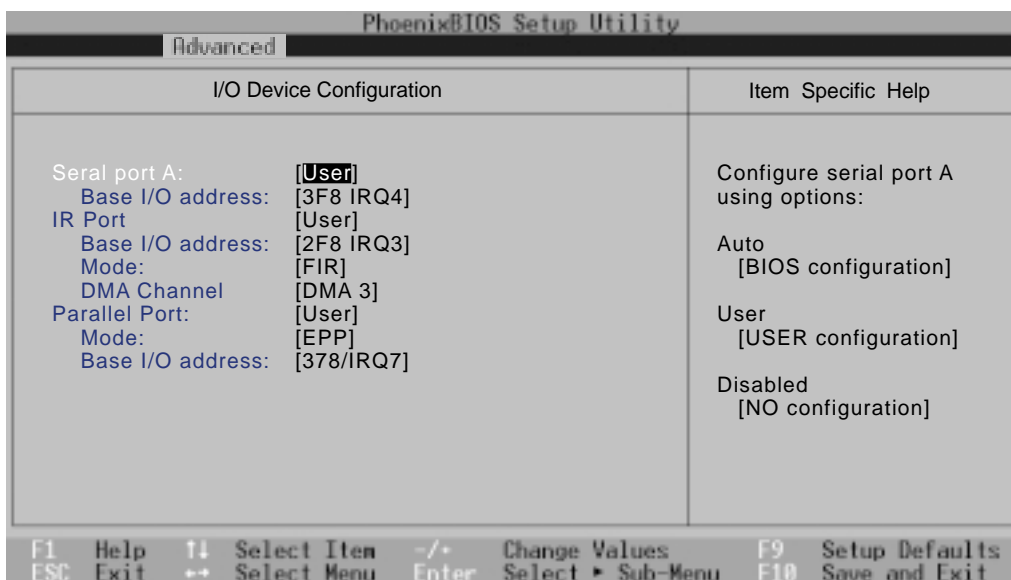 PhoenixBIOS Setup Utility
Advanced
I/O Device Configuration
Item Specific Help
Seral port A: [User]
Base I/O address: [3F8 IRQ4]
IR Port [User]
Base I/O address: [2F8 IRQ3]
Mode: [FIR]
DMA Channel [DMA 3]
Parallel Port: [User]
Mode: [EPP]
Base I/O address: [378/IRQ7]
Configure serial port A
using options:
Auto
[BIOS configuration]
User
[USER configuration]
Disabled
[NO configuration]
F1 Help ↑↓ Select Item -/+ Change Values F9 Setup Defaults
ESC Exit ↔ Select Menu Enter Select ► Sub-Menu F10 Save and Exit